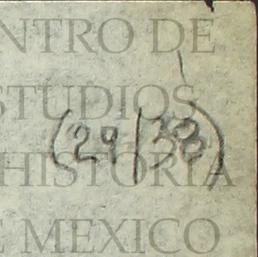 NTRO DE
STUDIOS
(29/38)
HISTORIA
E MEXICO